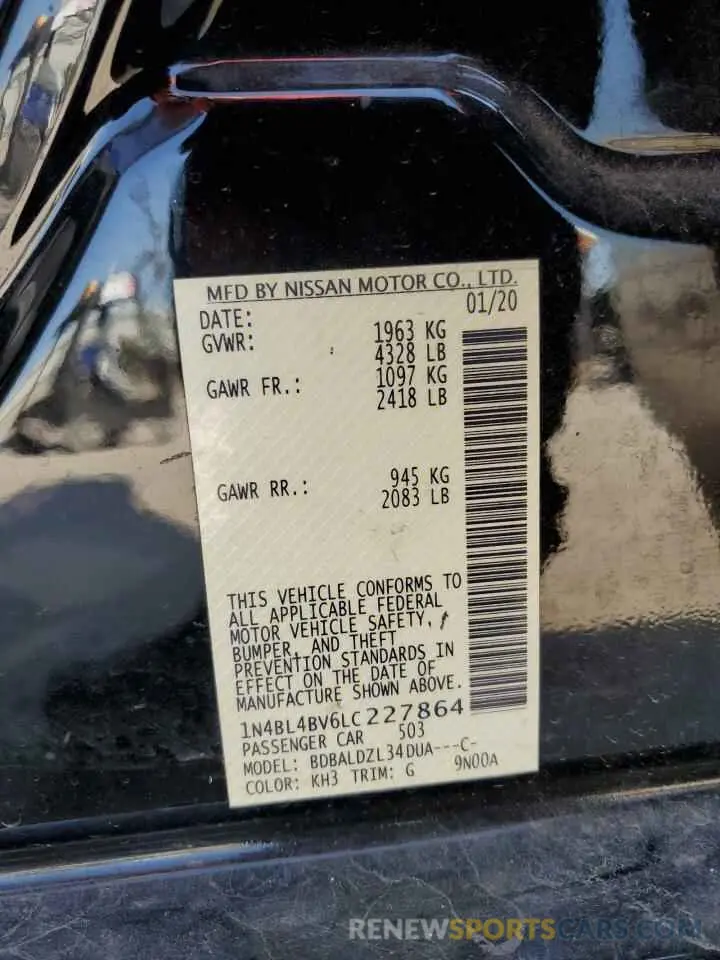 MFD BY NISSAN MOTOR CO., LTD.
DATE: 01/20
GVWR: 1963 KG
4328 LB
GAWR FR.: 1097 KG
2418 LB
GAWR RR.: 945 KG
2083 LB
THIS VEHICLE CONFORMS TO
ALL APPLICABLE FEDERAL
MOTOR VEHICLE SAFETY,
BUMPER, AND THEFT
PREVENTION STANDARDS IN
EFFECT ON THE DATE OF
MANUFACTURE SHOWN ABOVE.
1N4BL4BV6LC227864
PASSENGER CAR 503
MODEL: BDBALDZL34DUA---C-
COLOR: KH3 TRIM: G 9N00A
RENEWSPORTSCARS.COM